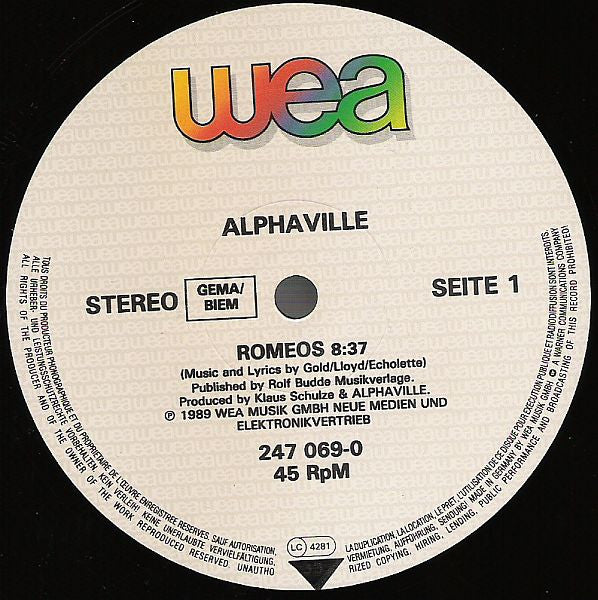 wea
ALPHAVILLE
STEREO
GEMA/
BIEM
SEITE 1
ROMEOS 8:37
(Music and Lyrics by Gold/Lloyd/Echolette)
Published by Rolf Budde Musikverlage.
Produced by Klaus Schulze & ALPHAVILLE.
℗ 1989 WEA MUSIK GMBH NEUE MEDIEN UND
ELEKTRONIKVERTRIEB
247 069-0
45 RpM
TOUS DROITS DU PRODUCTEUR PHONOGRAPHIQUE ET DU PROPRIETAIRE DE L'ŒUVRE ENREGISTREE RESERVES. SAUF AUTORISATION,
LA DUPLICATION, LA LOCATION, LE PRET, L'UTILISATION DE CE DISQUE POUR EXECUTION PUBLIQUE ET RADIODIFFUSION SONT INTERDITS.
ALLE URHEBER- UND LEISTUNGSSCHUTZRECHTE VORBEHALTEN. KEIN VERLEIH! KEINE UNERLAUBTE VERVIELFÄLTIGUNG,
VERMIETUNG, AUFFÜHRUNG, SENDUNG! MADE IN GERMANY BY WEA MUSIK GMBH © A WARNER COMMUNICATIONS COMPANY
ALL RIGHTS OF THE PRODUCER AND OF THE OWNER OF THE WORK REPRODUCED RESERVED UNAUTHO
RIZED COPYING, HIRING, LENDING, PUBLIC PERFORMANCE AND BROADCASTING OF THIS RECORD PROHIBITED!
LC 4281